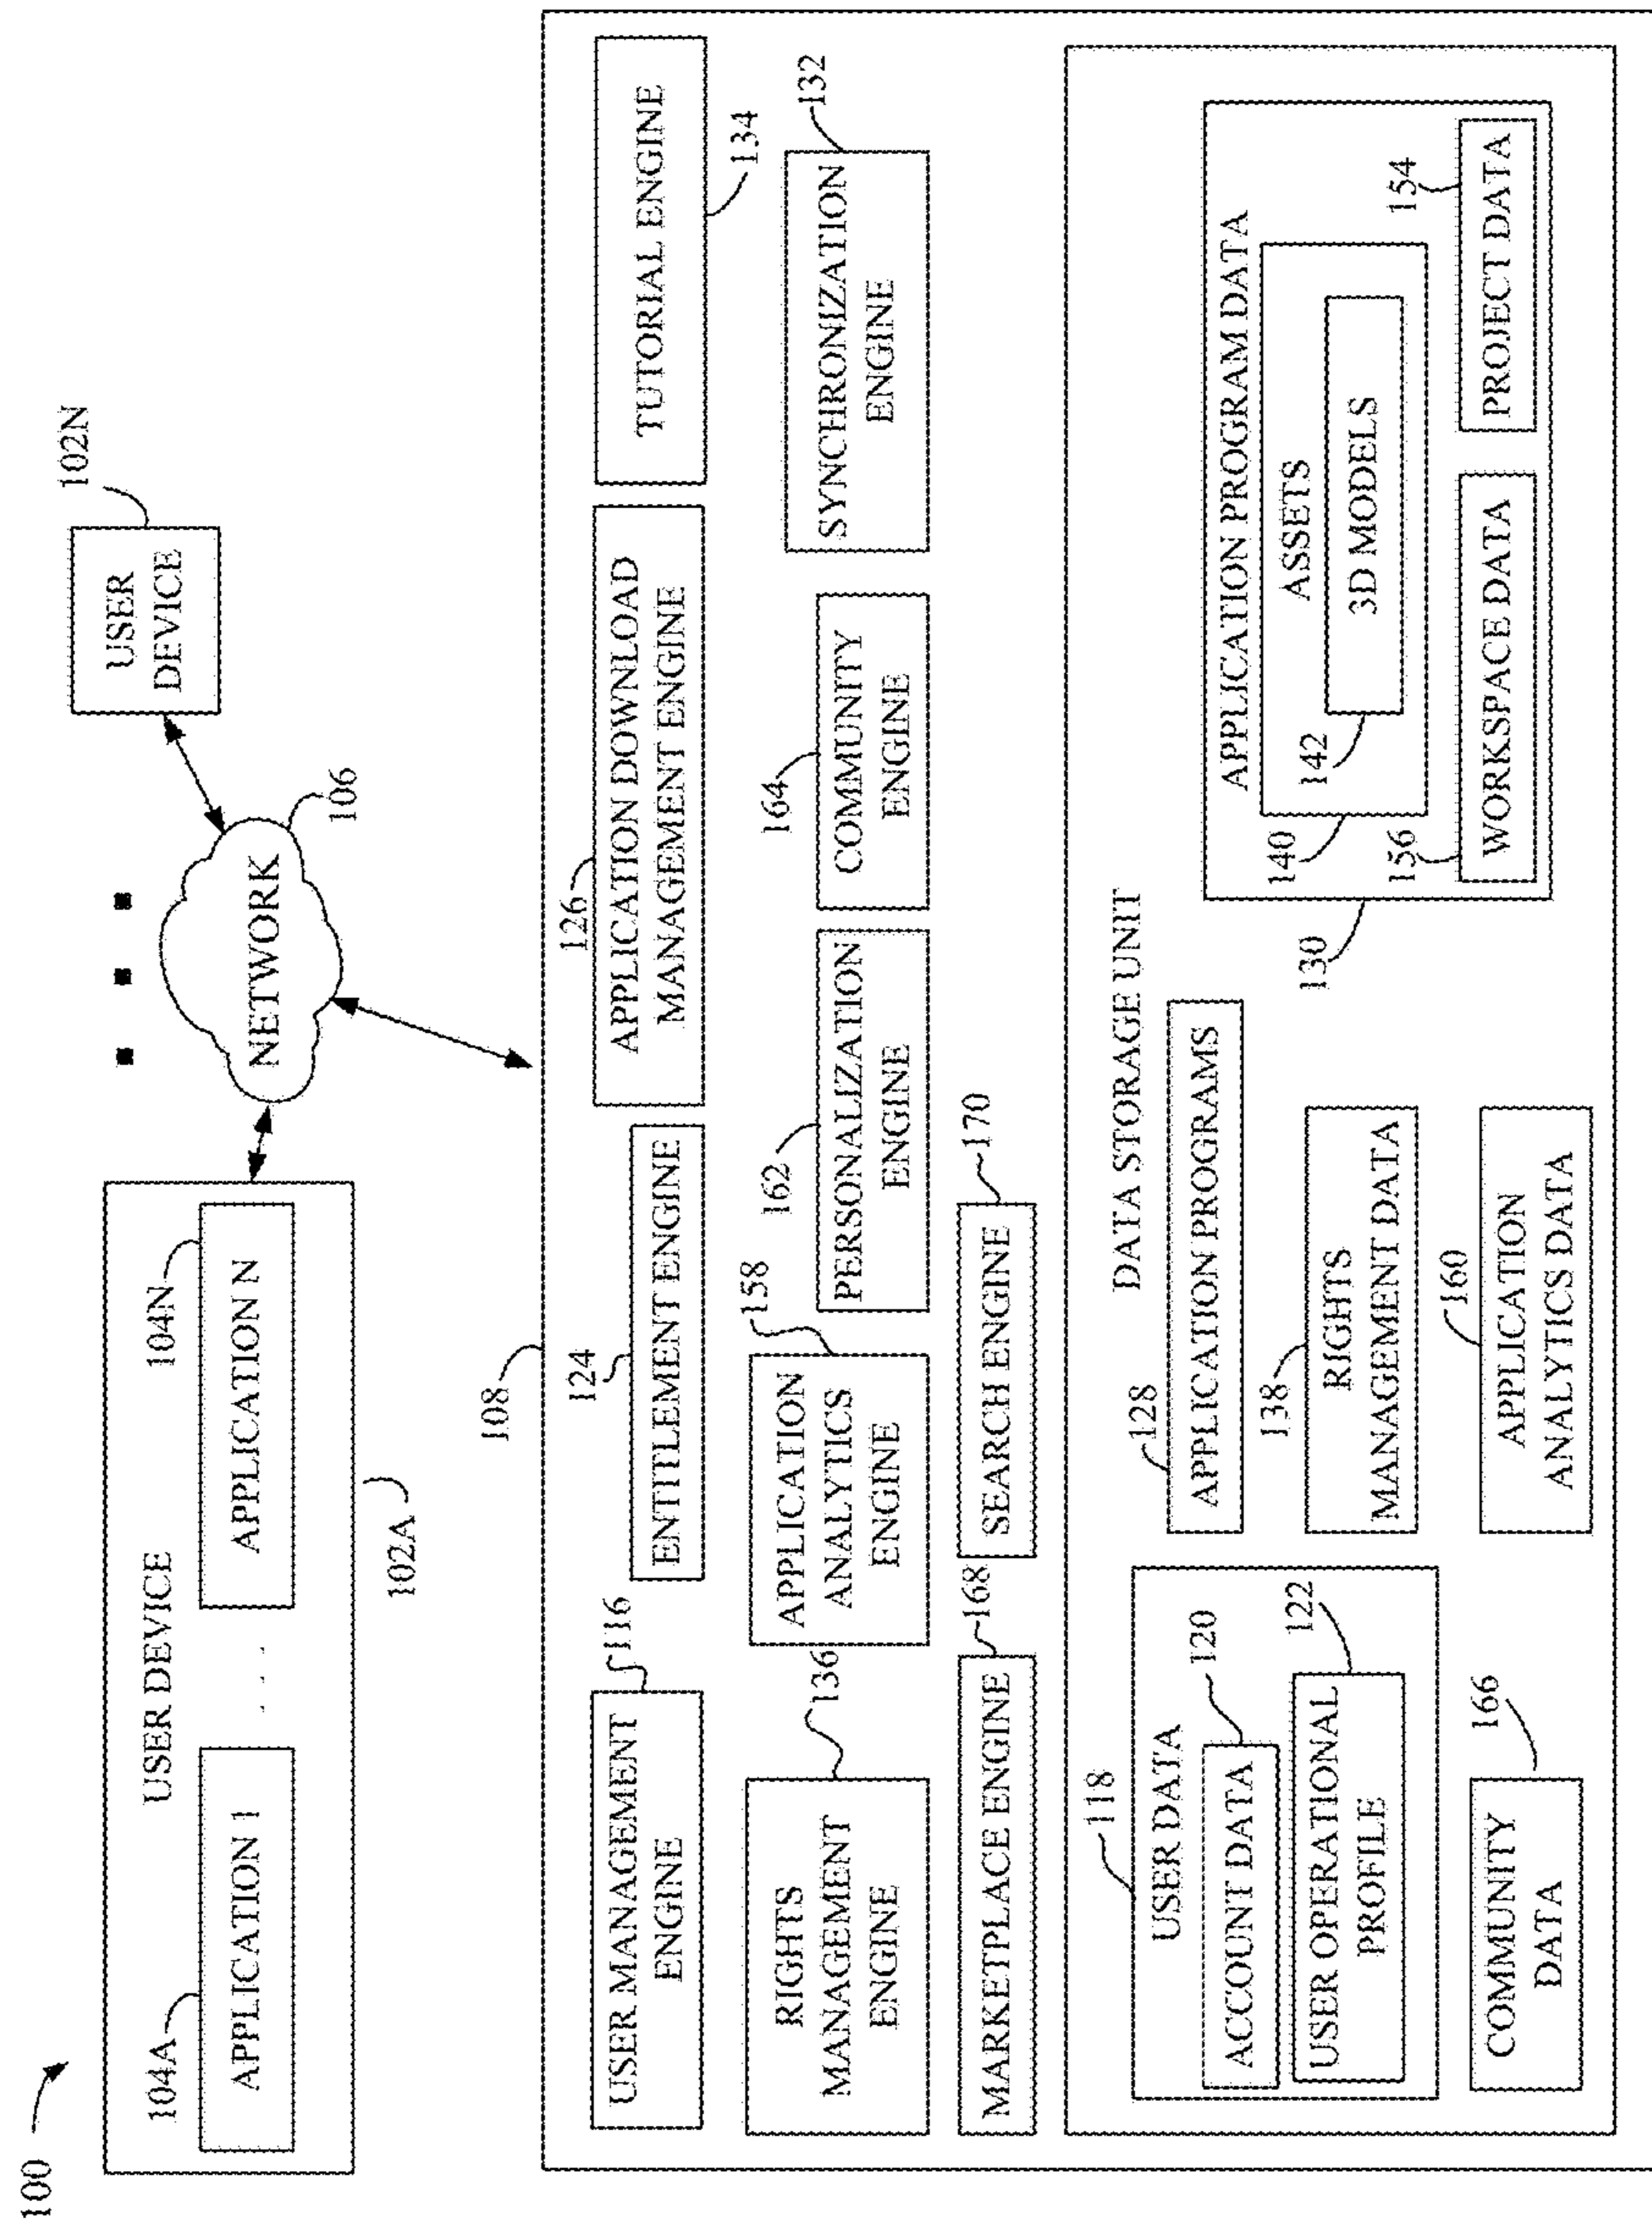 100
USER DEVICE
104A
APPLICATION 1
. . .
104N
APPLICATION N
102A
NETWORK
106
USER
DEVICE
102N
108
USER MANAGEMENT
ENGINE
116
124
ENTITLEMENT ENGINE
126
APPLICATION DOWNLOAD
MANAGEMENT ENGINE
TUTORIAL ENGINE
134
RIGHTS
MANAGEMENT
ENGINE
136
APPLICATION
ANALYTICS
ENGINE
158
162
PERSONALIZATION
ENGINE
164
COMMUNITY
ENGINE
SYNCHRONIZATION
ENGINE
132
MARKETPLACE ENGINE
168
SEARCH ENGINE
170
DATA STORAGE UNIT
118
USER DATA
ACCOUNT DATA
120
USER OPERATIONAL
PROFILE
122
COMMUNITY
DATA
166
128
APPLICATION PROGRAMS
138
RIGHTS
MANAGEMENT DATA
160
APPLICATION
ANALYTICS DATA
130
APPLICATION PROGRAM DATA
140
ASSETS
142
3D MODELS
156
WORKSPACE DATA
154
PROJECT DATA